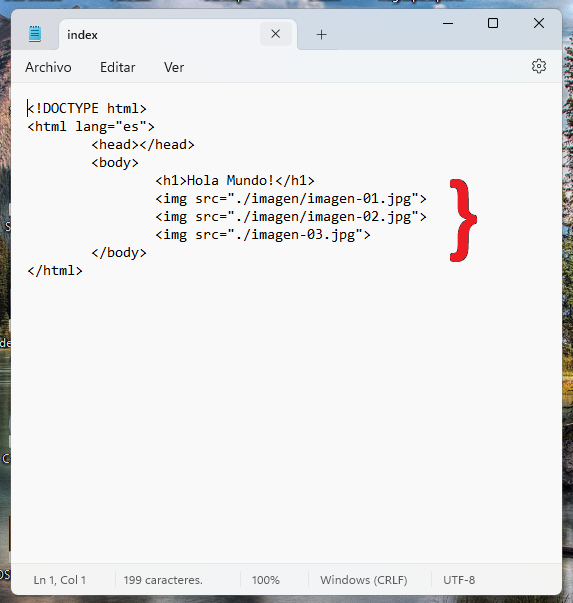 index
Archivo Editar Ver
<!DOCTYPE html>
<html lang="es">
<head></head>
<body>
<h1>Hola Mundo!</h1>
<img src="./imagen/imagen-01.jpg">
<img src="./imagen/imagen-02.jpg">
<img src="./imagen-03.jpg">
</body>
</html>
Ln 1, Col 1 199 caracteres. 100% Windows (CRLF) UTF-8